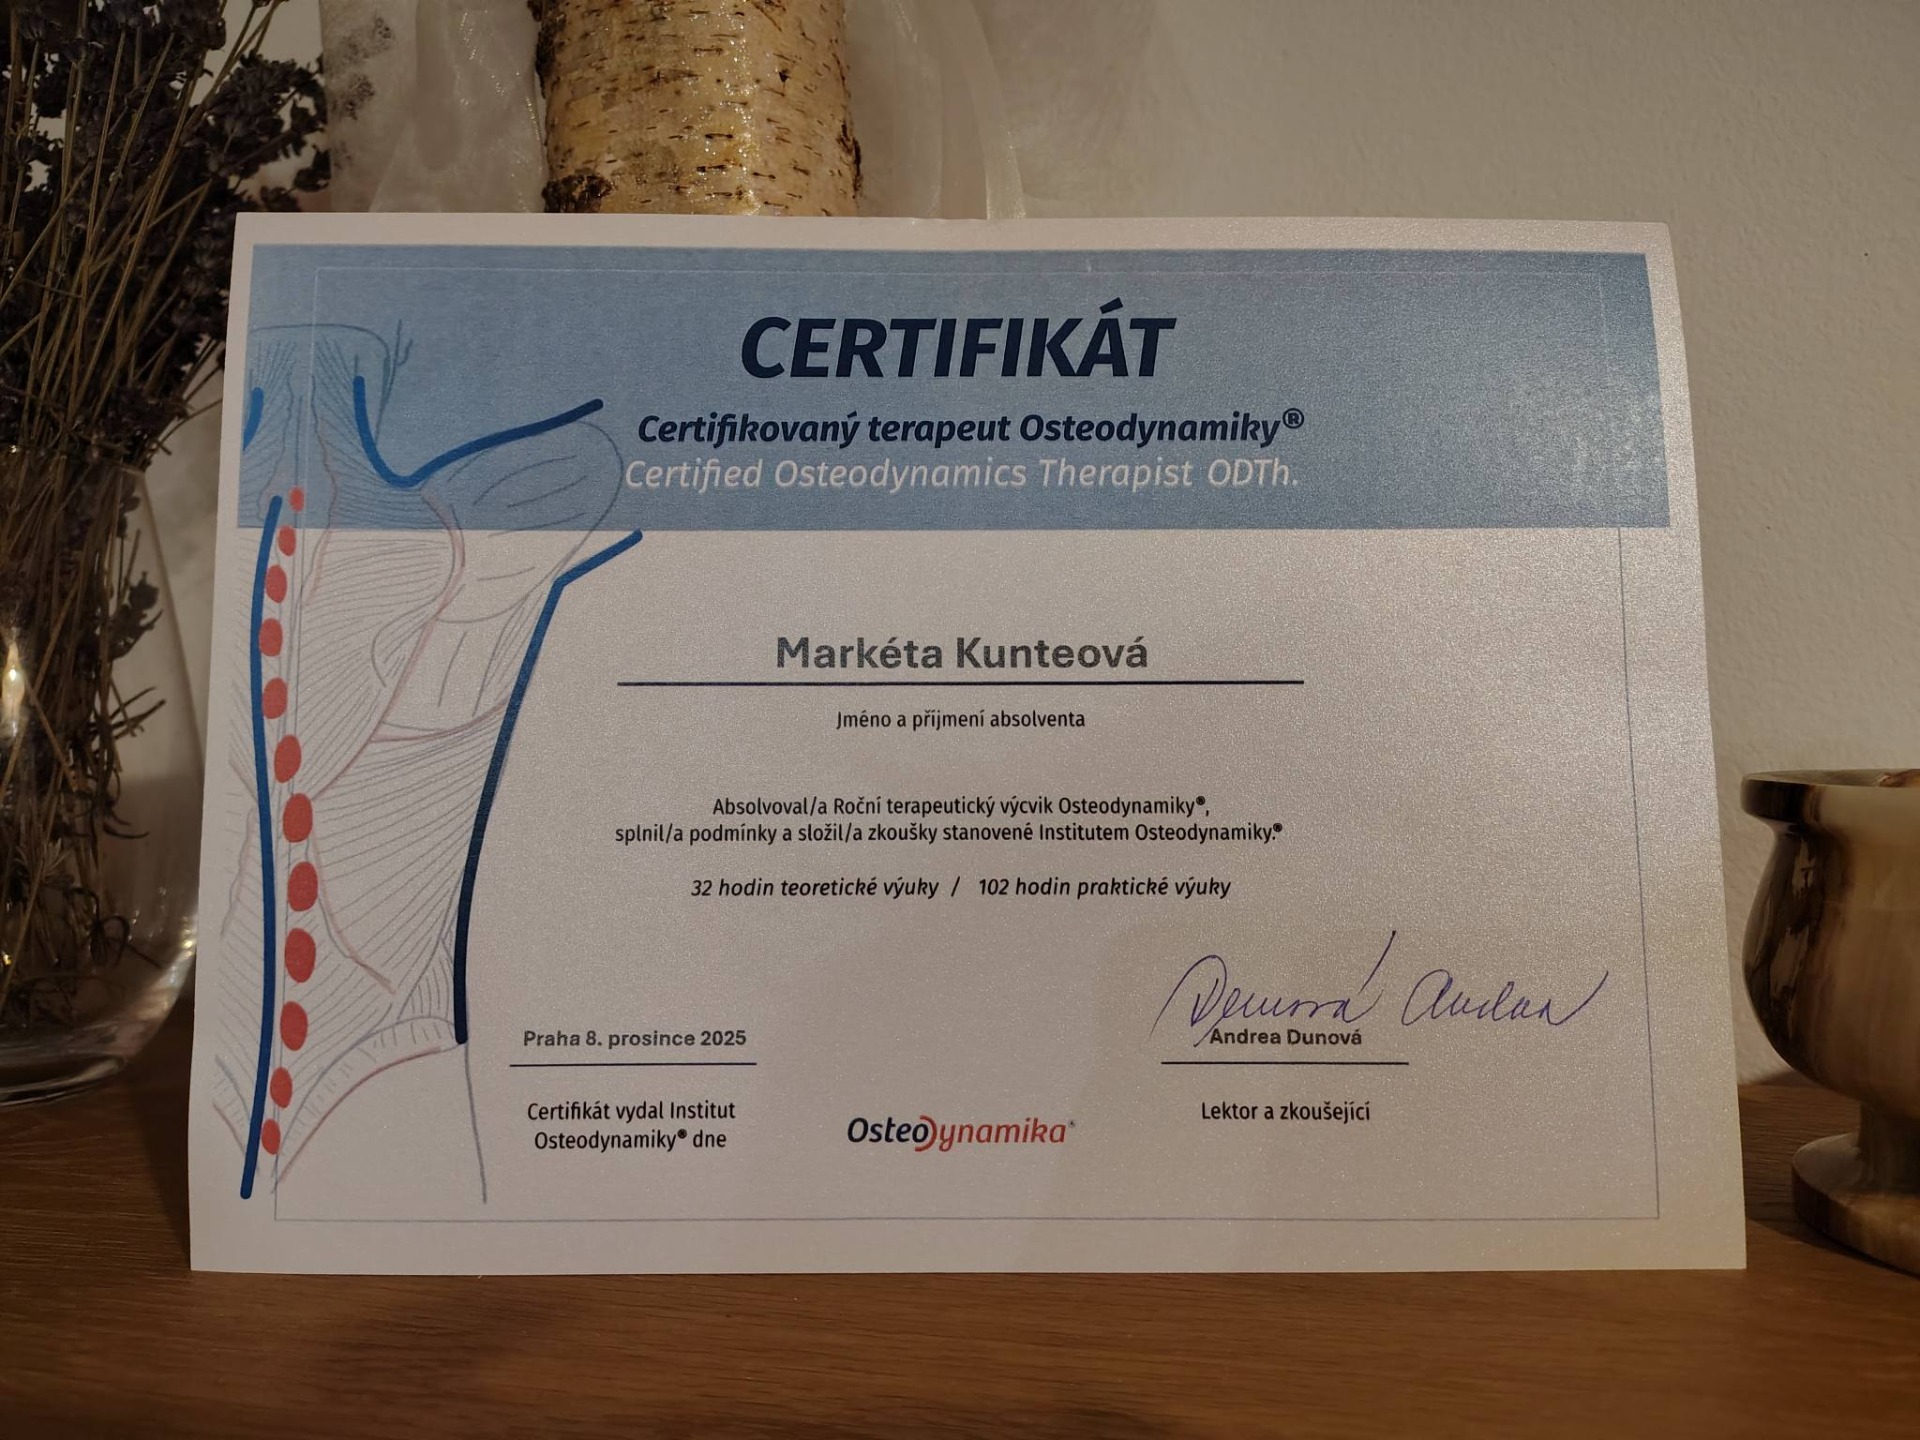 CERTIFIKÁT
Certifikovaný terapeut Osteodynamiky®
Certified Osteodynamics Therapist ODTh.
Markéta Kunteová
Jméno a příjmení absolventa
Absolvoval/a Roční terapeutický výcvik Osteodynamiky®,
splnil/a podmínky a složil/a zkoušky stanovené Institutem Osteodynamiky.®
32 hodin teoretické výuky / 102 hodin praktické výuky
Dunová Andrea
Praha 8. prosince 2025
Andrea Dunová
Certifikát vydal Institut
Osteodynamiky® dne
Osteodynamika®
Lektor a zkoušející